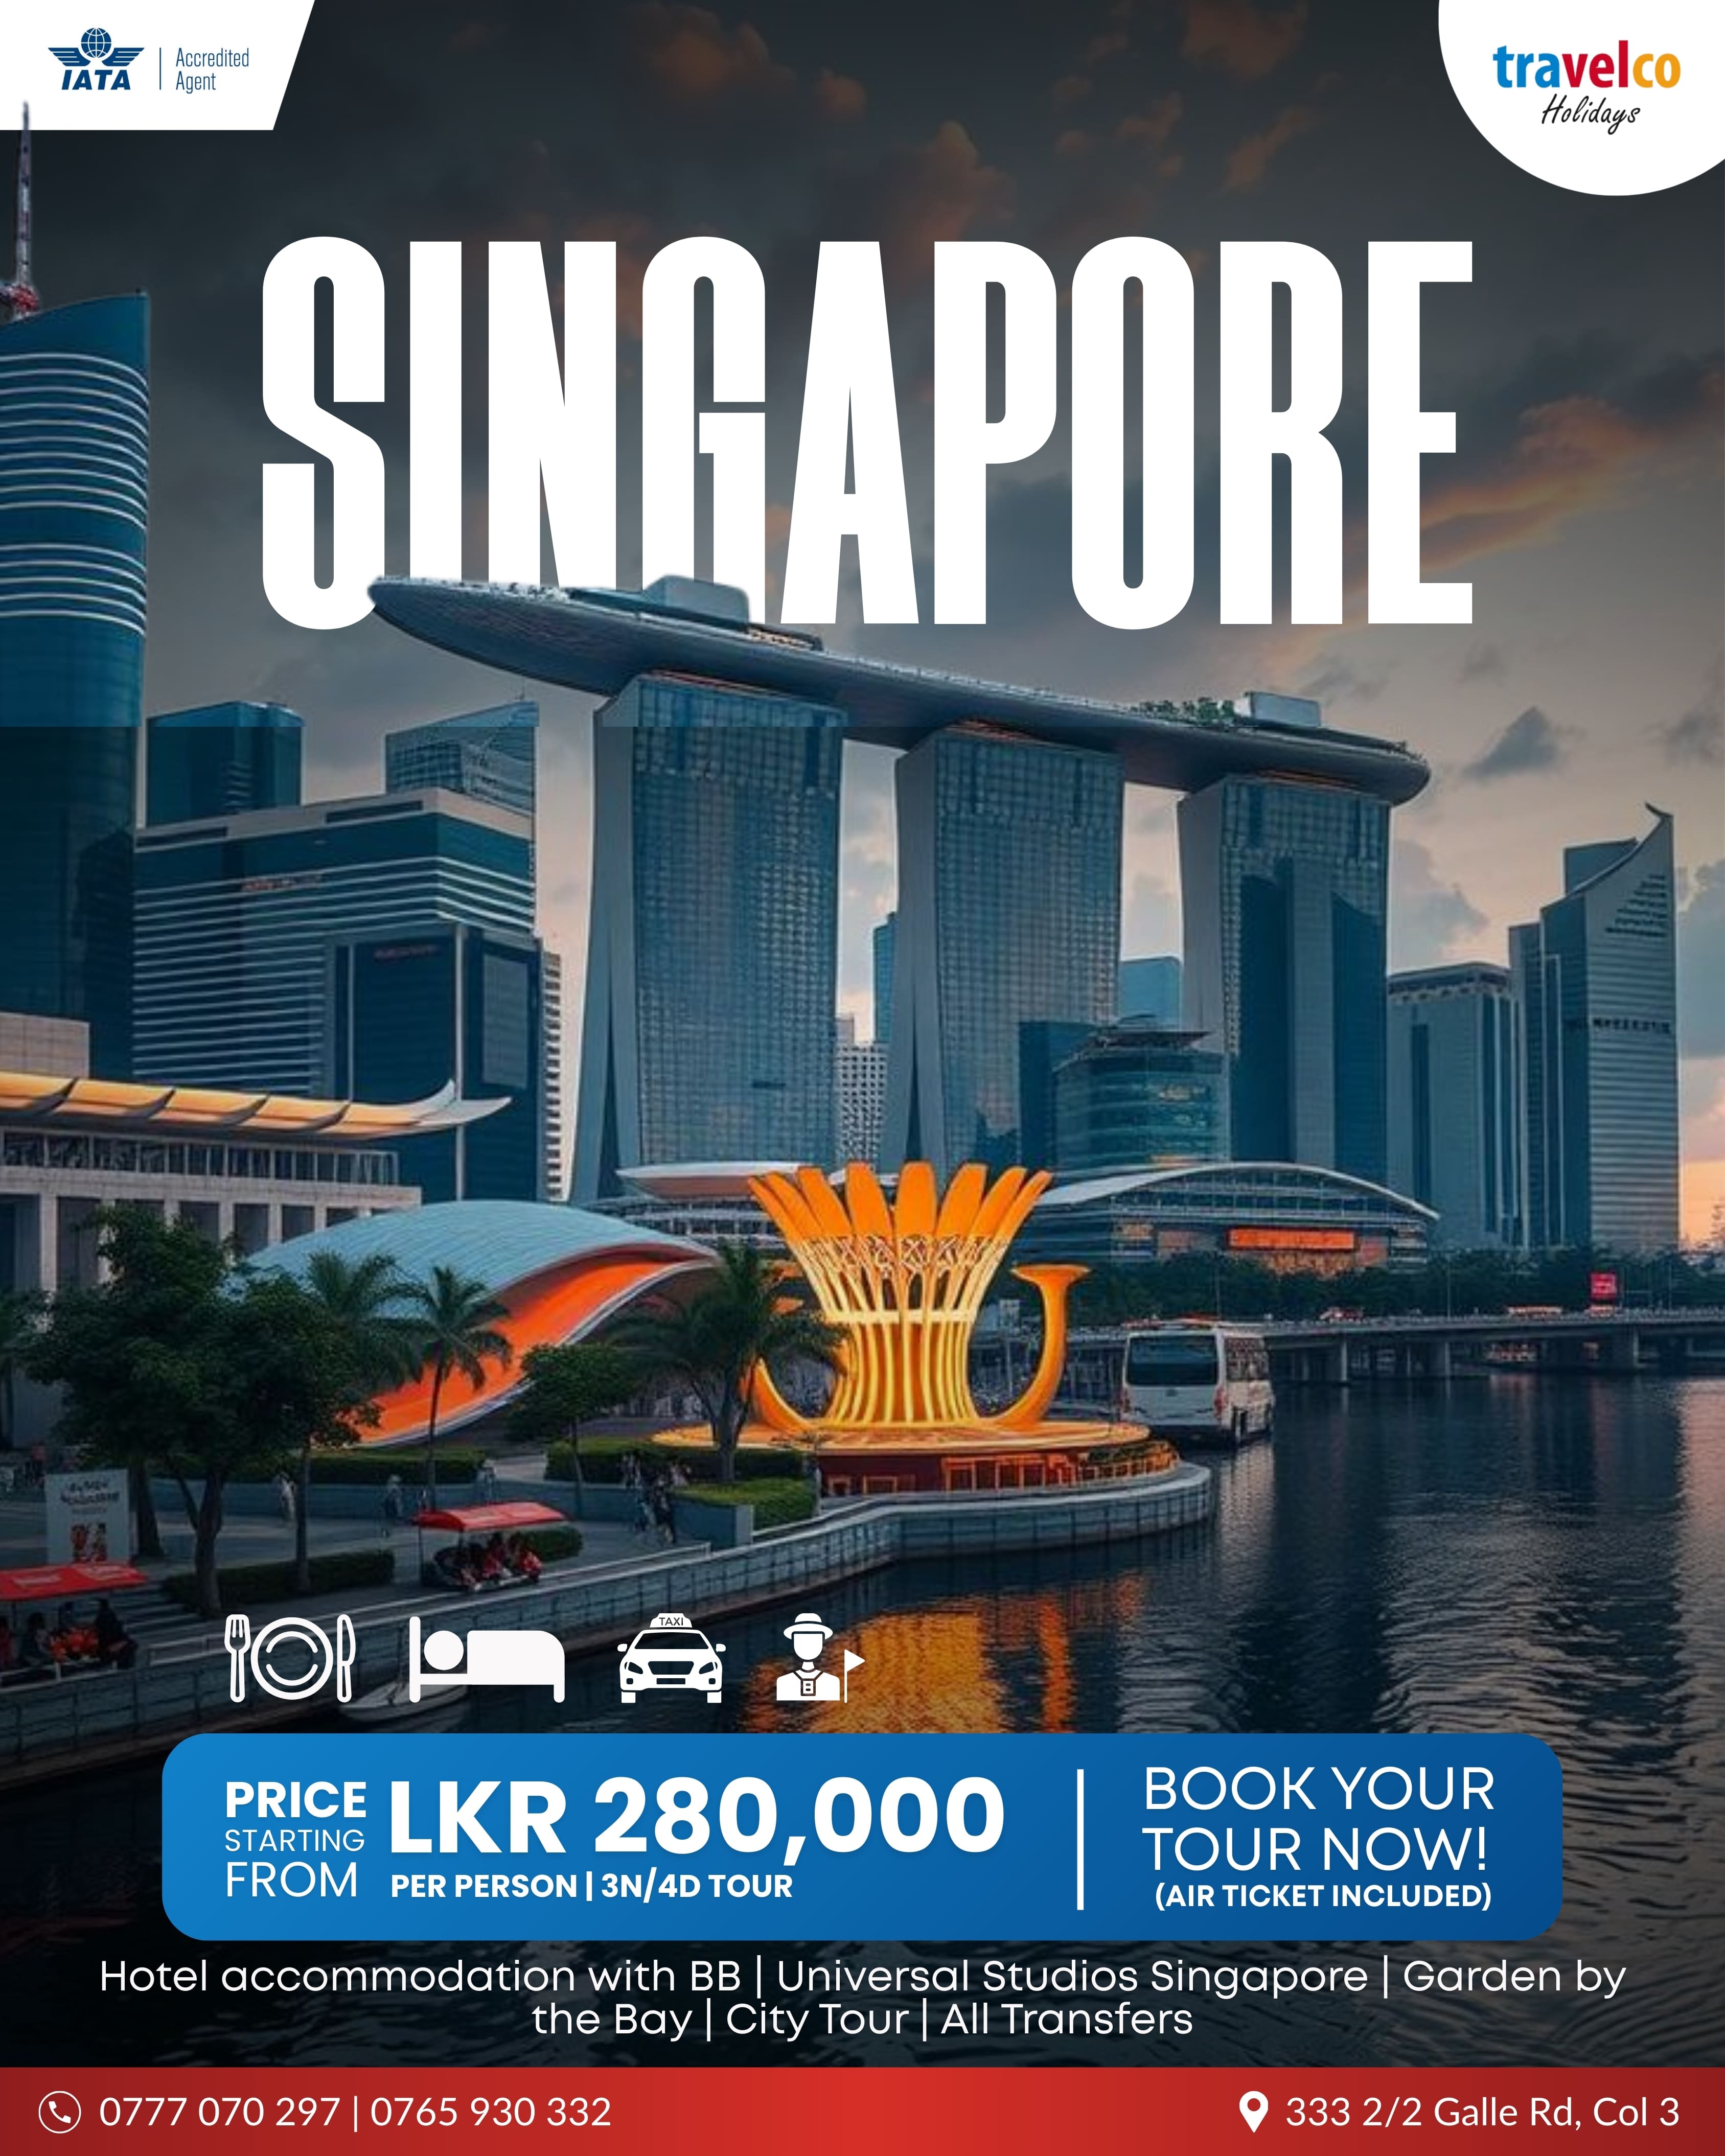 IATA
Accredited
Agent
travelco
Holidays
SINGAPORE
TAXI
PRICE
STARTING
FROM
LKR 280,000
PER PERSON | 3N/4D TOUR
BOOK YOUR
TOUR NOW!
(AIR TICKET INCLUDED)
Hotel accommodation with BB | Universal Studios Singapore | Garden by
the Bay | City Tour | All Transfers
0777 070 297 | 0765 930 332
333 2/2 Galle Rd, Col 3